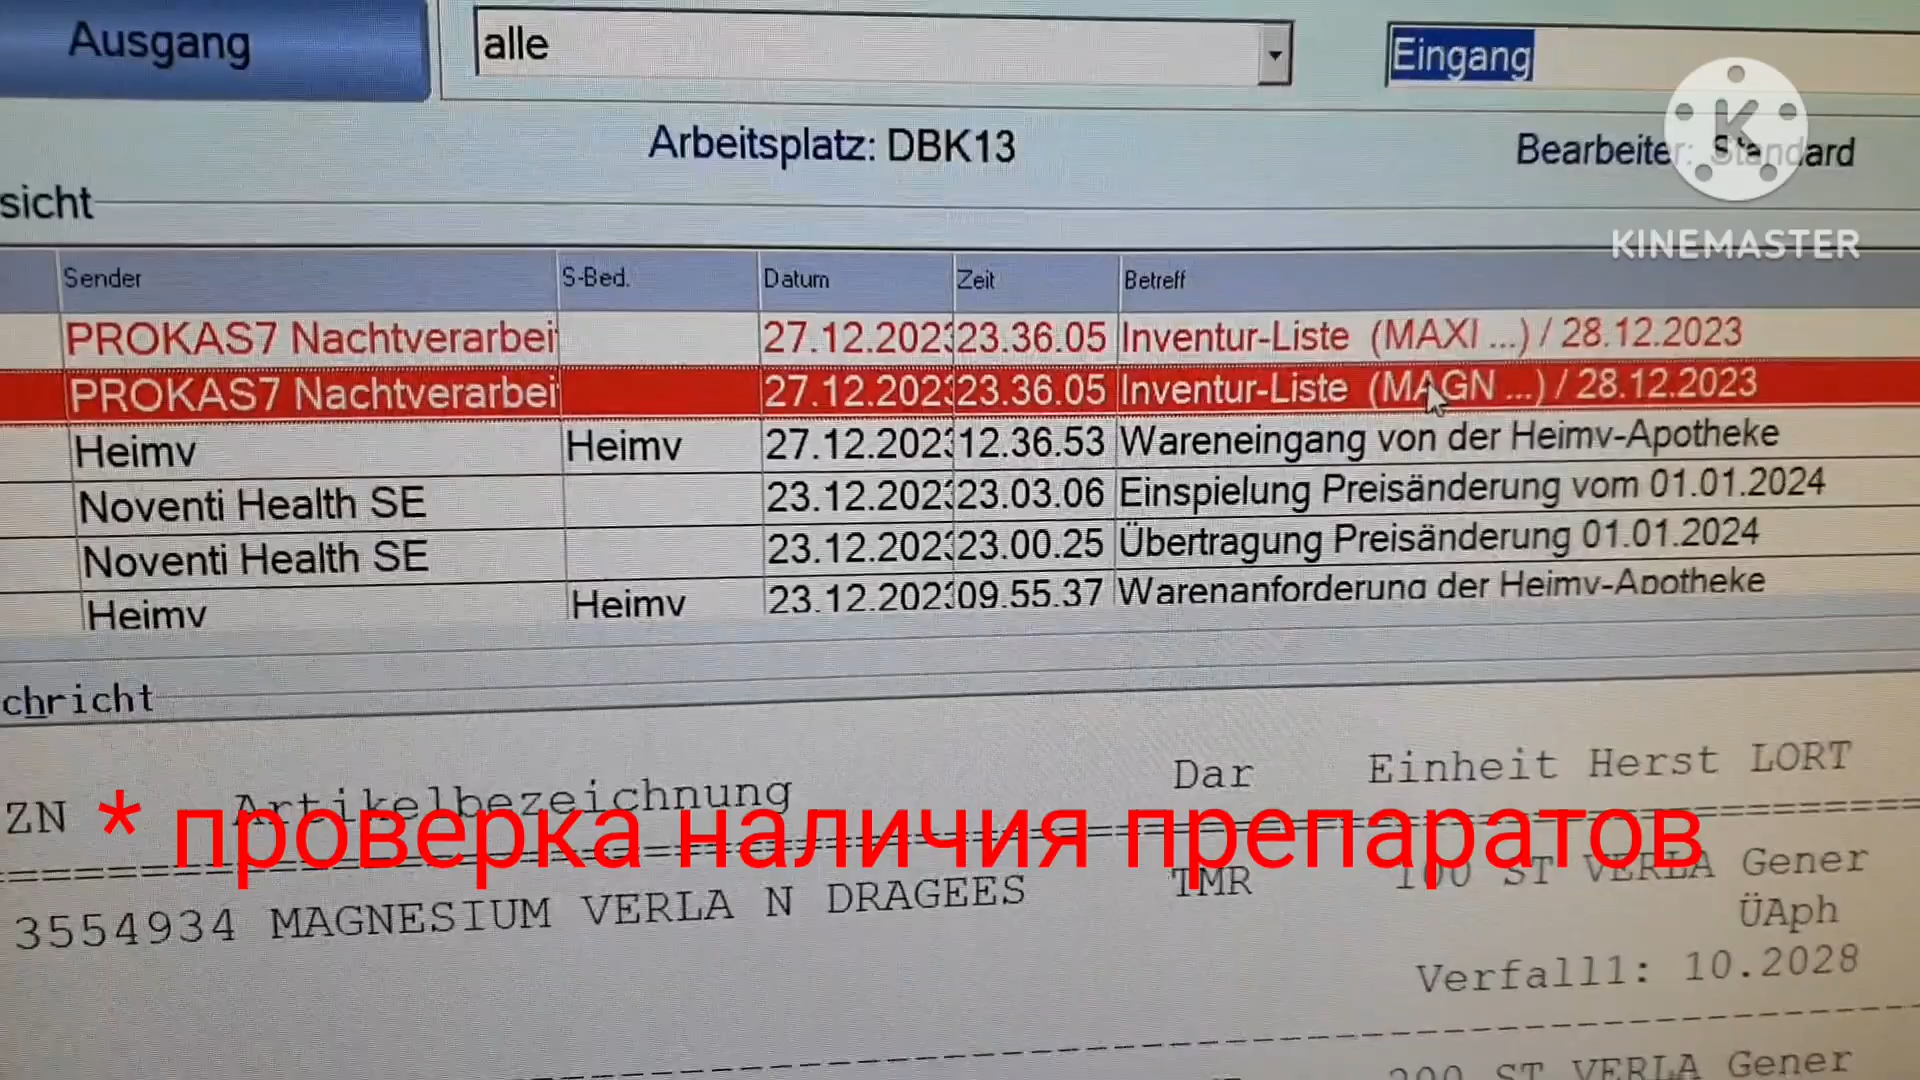 Ausgang alle Eingang
Arbeitsplatz: DBK13 Bearbeiter: Standard
KINEMASTER
sicht
Sender S-Bed. Datum Zeit Betreff
PROKAS7 Nachtverarbei 27.12.202 23.36.05 Inventur-Liste (MAXI ...) / 28.12.2023
PROKAS7 Nachtverarbei 27.12.202 23.36.05 Inventur-Liste (MAGN ...) / 28.12.2023
Heimv Heimv 27.12.202 12.36.53 Wareneingang von der Heimv-Apotheke
Noventi Health SE 23.12.202 23.03.06 Einspielung Preisänderung vom 01.01.2024
Noventi Health SE 23.12.202 23.00.25 Übertragung Preisänderung 01.01.2024
Heimv Heimv 23.12.202 09.55.37 Warenanforderung der Heimv-Apotheke
chricht
ZN Artikelbezeichnung Dar Einheit Herst LORT
* проверка наличия препаратов
3554934 MAGNESIUM VERLA N DRAGEES TMR 100 ST VERLA Gener
ÜAph
Verfall1: 10.2028
200 ST VERLA Gener